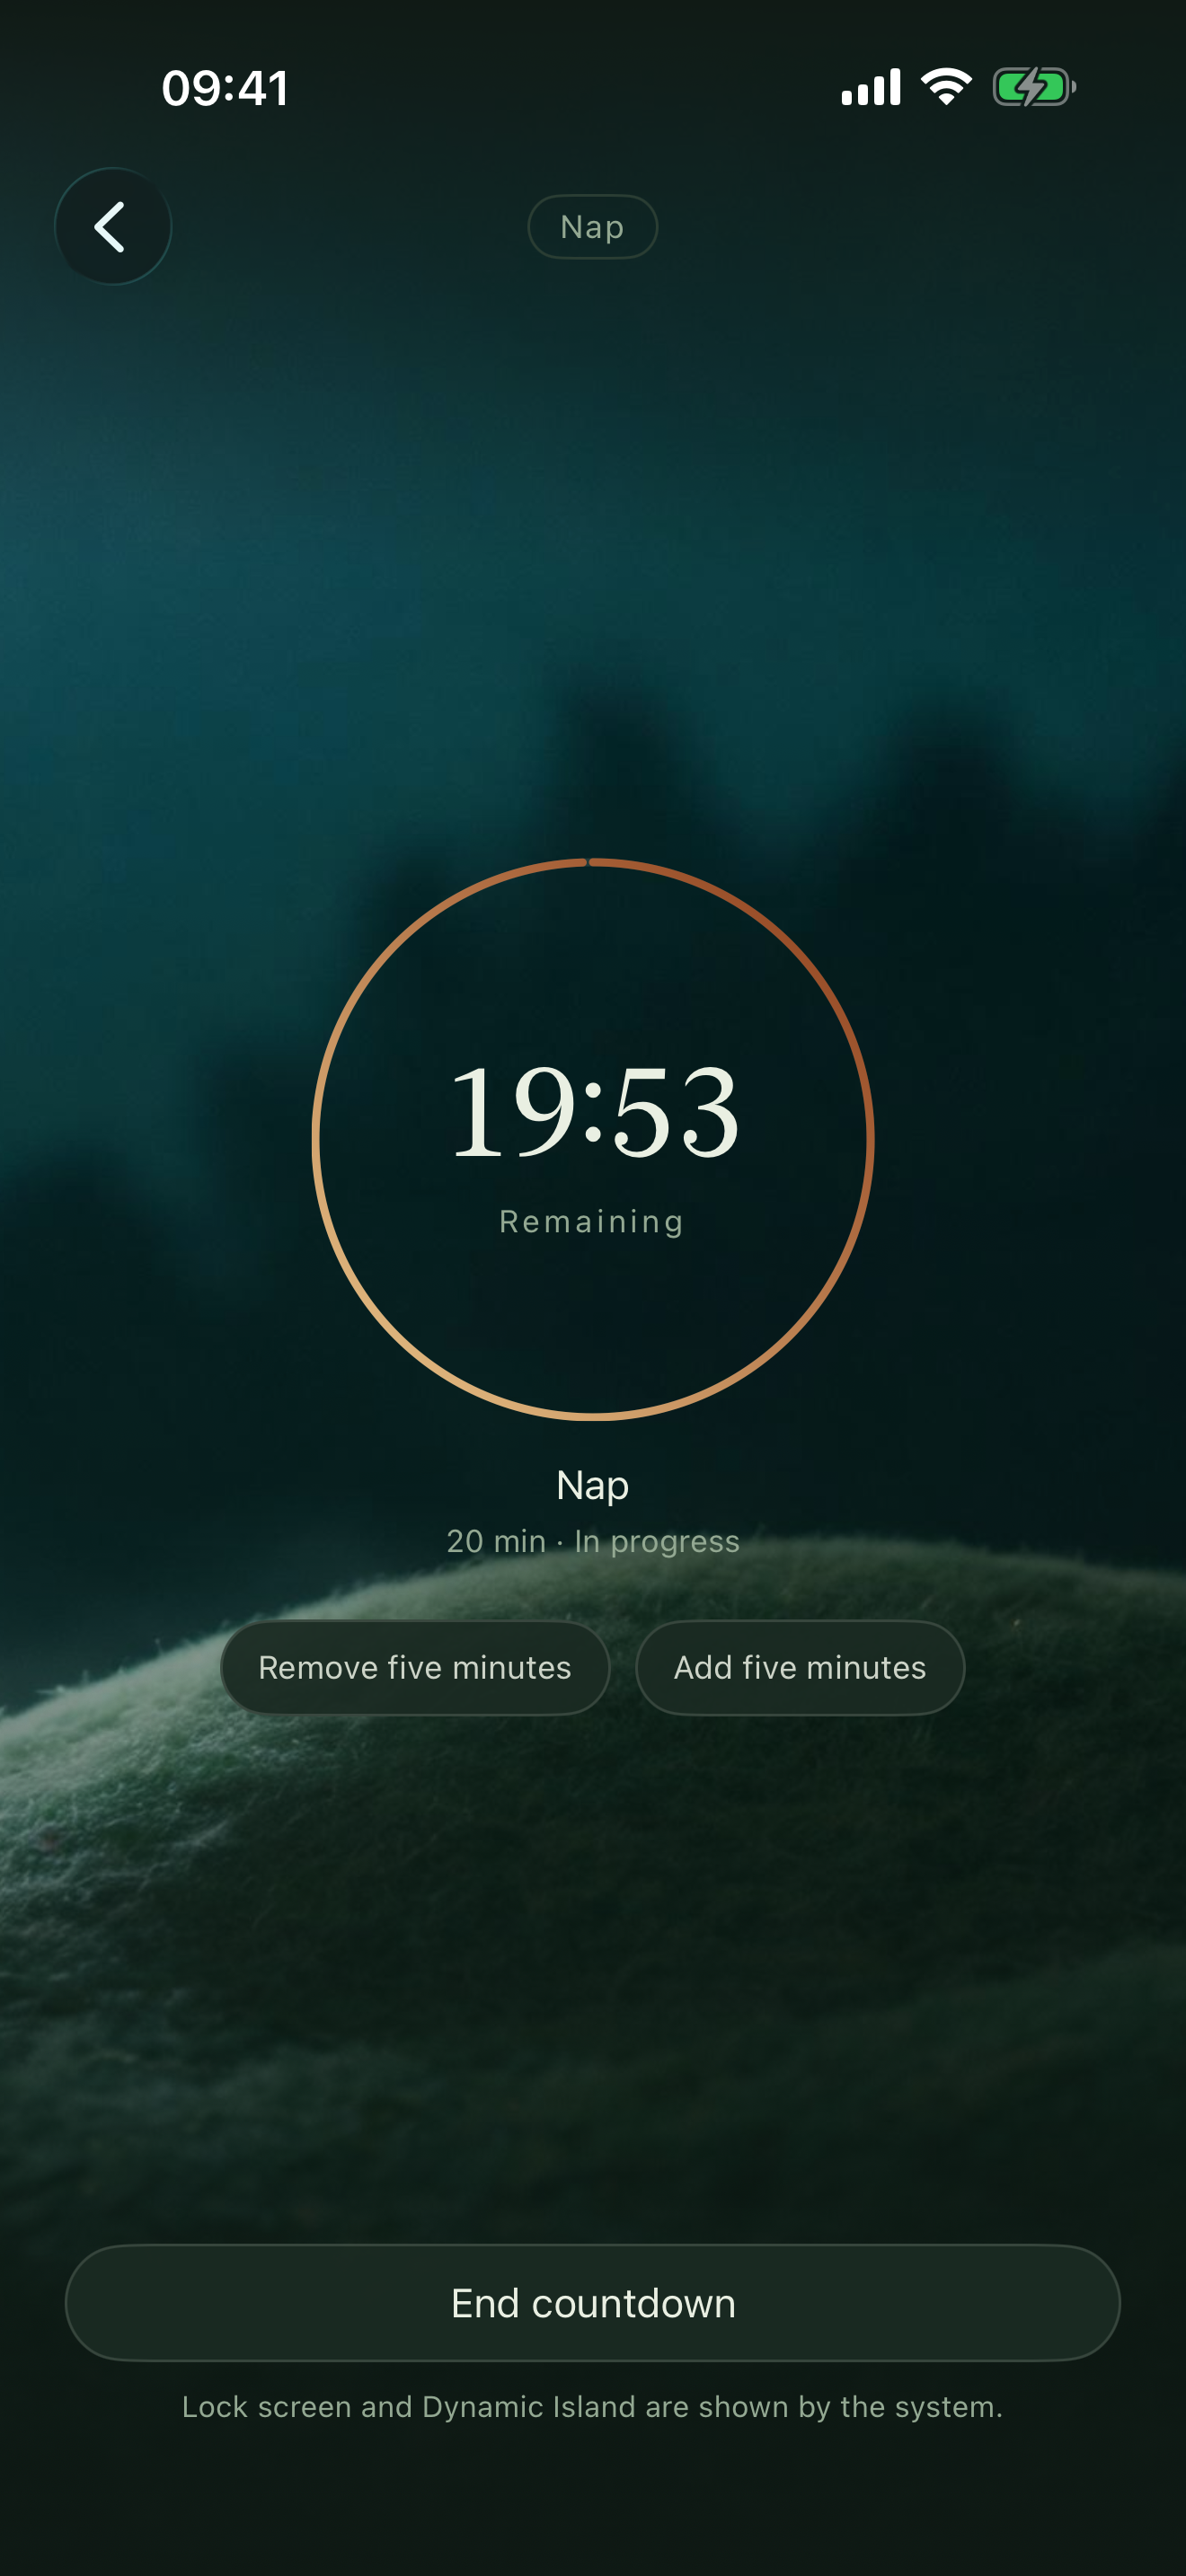 09:41
Nap
19:53
Remaining
Nap
20 min · In progress
Remove five minutes
Add five minutes
End countdown
Lock screen and Dynamic Island are shown by the system.